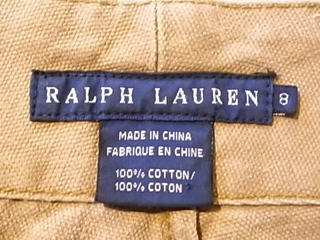 RALPH LAUREN 8
MADE IN CHINA
FABRIQUE EN CHINE
100% COTTON/
100% COTON